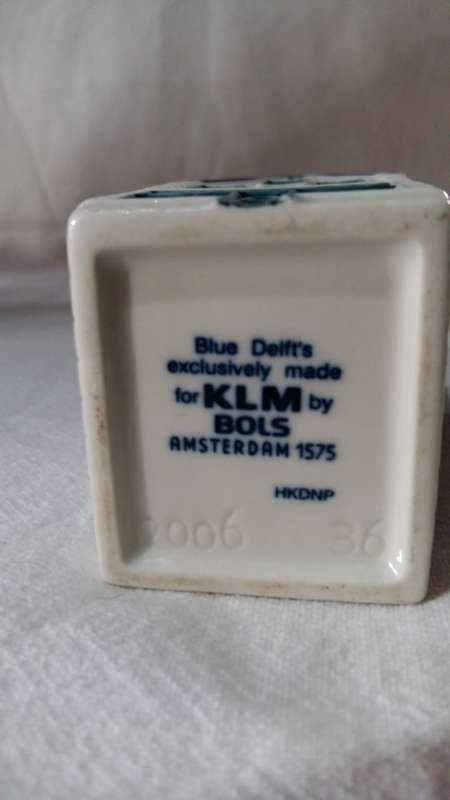 Blue Delft's
exclusively made
for KLM by
BOLS
AMSTERDAM 1575
HKDNP
2006 36